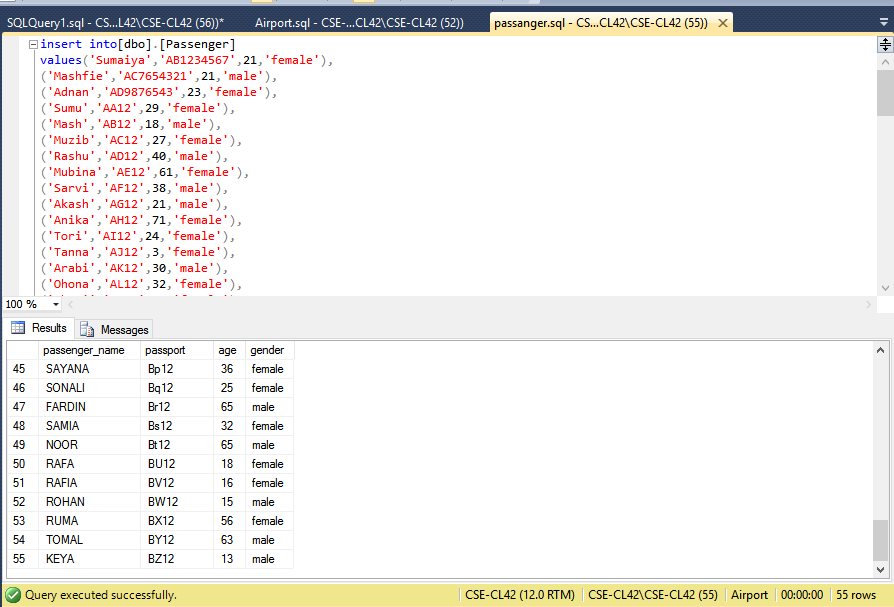 SQLQuery1.sql - CS...L42\CSE-CL42 (56))* Airport.sql - CSE-...CL42\CSE-CL42 (52)) passanger.sql - CS...CL42\CSE-CL42 (55))
insert into[dbo].[Passenger]
values('Sumaiya','AB1234567',21,'female'),
('Mashfie','AC7654321',21,'male'),
('Adnan','AD9876543',23,'female'),
('Sumu','AA12',29,'female'),
('Mash','AB12',18,'male'),
('Muzib','AC12',27,'female'),
('Rashu','AD12',40,'male'),
('Mubina','AE12',61,'female'),
('Sarvi','AF12',38,'male'),
('Akash','AG12',21,'male'),
('Anika','AH12',71,'female'),
('Tori','AI12',24,'female'),
('Tanna','AJ12',3,'female'),
('Arabi','AK12',30,'male'),
('Ohona','AL12',32,'female'),
100 %
Results Messages
passenger_name passport age gender
45 SAYANA Bp12 36 female
46 SONALI Bq12 25 female
47 FARDIN Br12 65 male
48 SAMIA Bs12 32 female
49 NOOR Bt12 65 male
50 RAFA BU12 18 female
51 RAFIA BV12 16 female
52 ROHAN BW12 15 male
53 RUMA BX12 56 female
54 TOMAL BY12 63 male
55 KEYA BZ12 13 male
Query executed successfully. CSE-CL42 (12.0 RTM) CSE-CL42\CSE-CL42 (55) Airport 00:00:00 55 rows